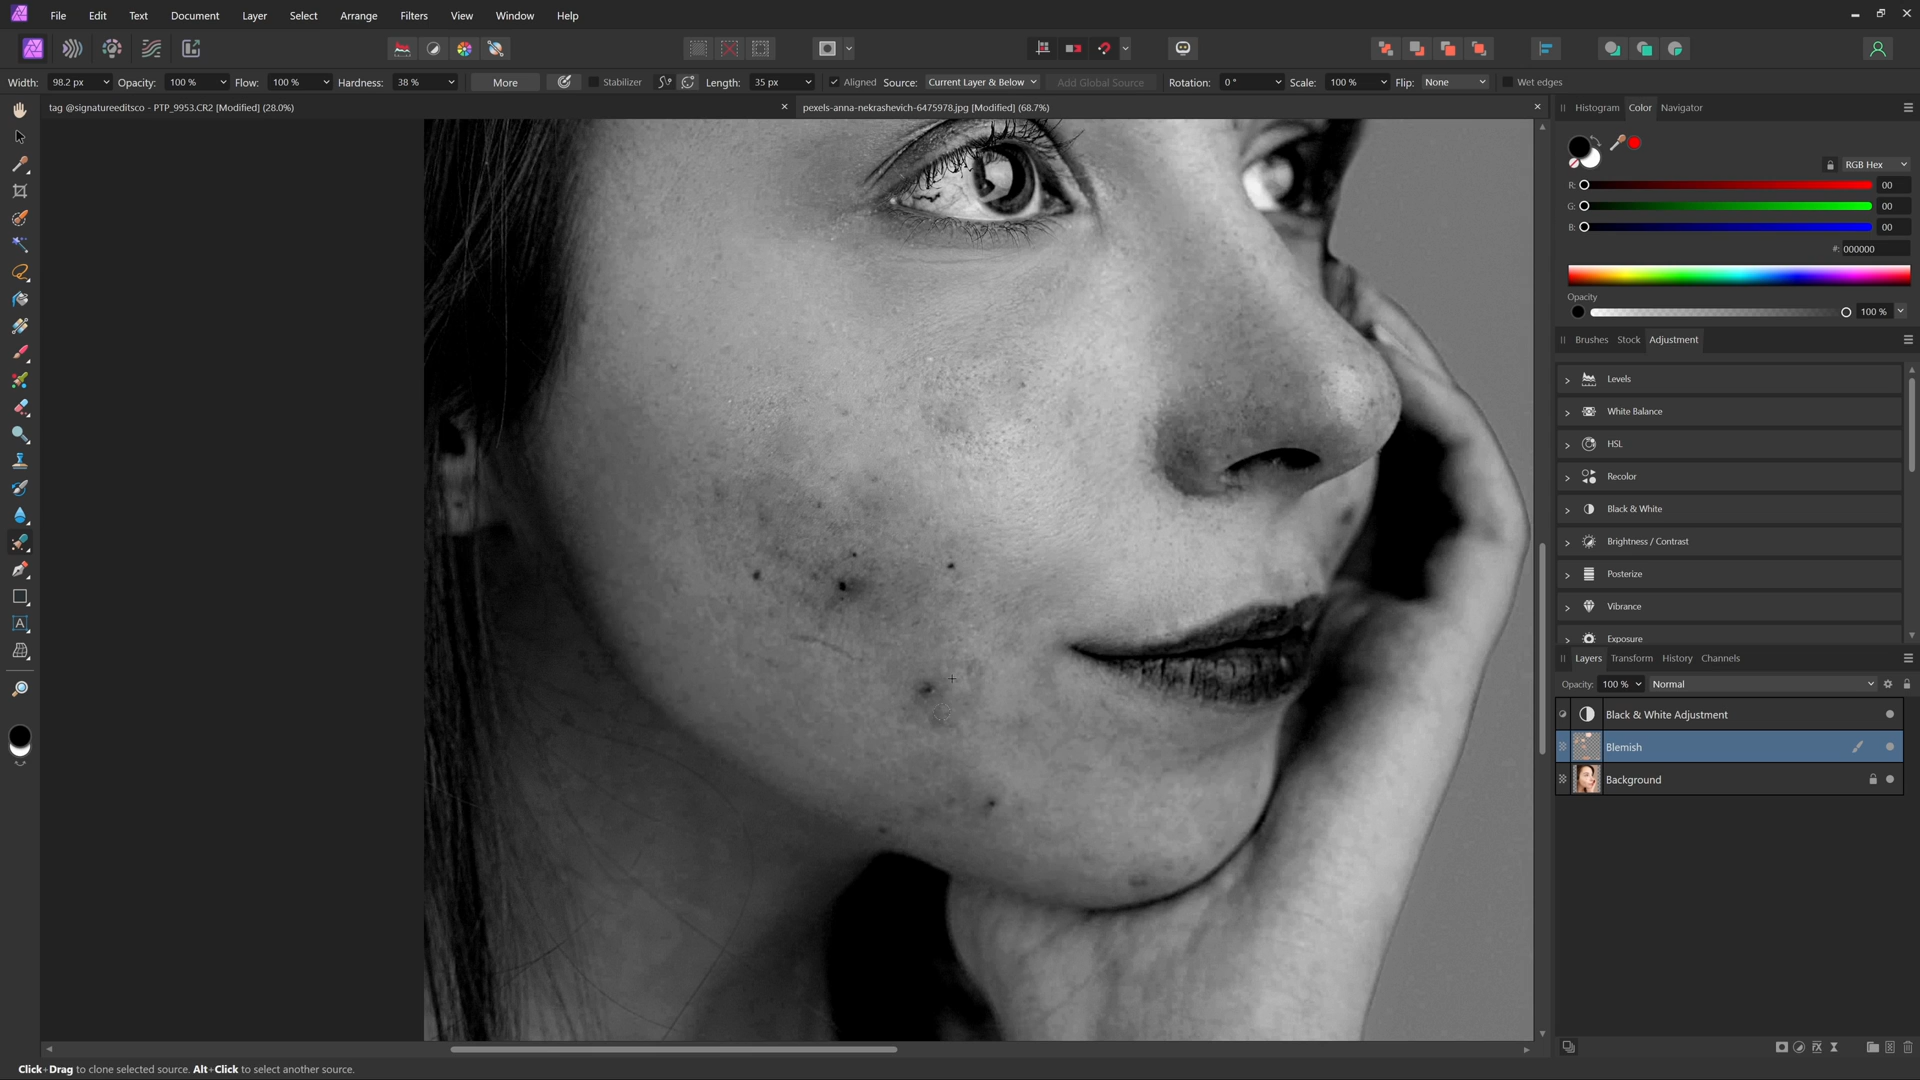 File Edit Text Document Layer Select Arrange Filters View Window Help
Width: 98.2 px Opacity: 100 % Flow: 100 % Hardness: 38 % More Stabilizer Length: 35 px Aligned Source: Current Layer & Below Add Global Source Rotation: 0 ° Scale: 100 % Flip: None Wet edges
tag @signatureeditsco - PTP_9953.CR2 [Modified] (28.0%)
pexels-anna-nekrashevich-6475978.jpg [Modified] (68.7%)
Histogram Color Navigator
RGB Hex
R: 00
G: 00
B: 00
#: 000000
Opacity
100 %
Brushes Stock Adjustment
Levels
White Balance
HSL
Recolor
Black & White
Brightness / Contrast
Posterize
Vibrance
Exposure
Layers Transform History Channels
Opacity: 100 % Normal
Black & White Adjustment
Blemish
Background
A
Click+Drag to clone selected source. Alt+Click to select another source.